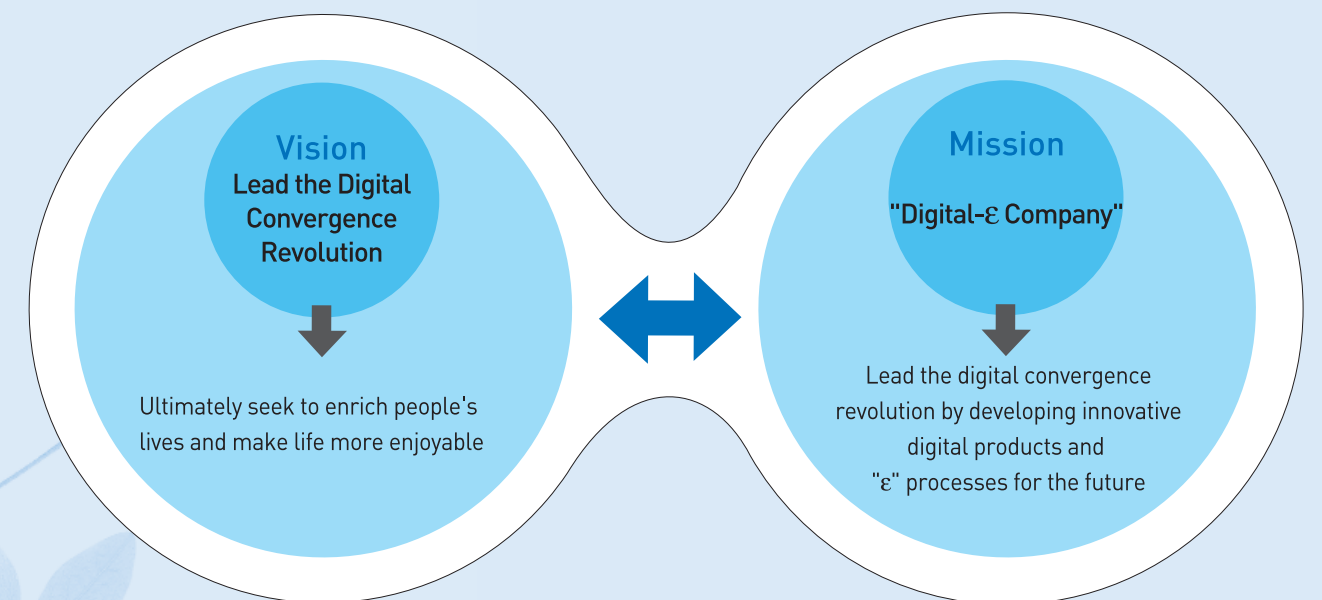 Vision
Lead the Digital
Convergence
Revolution
Ultimately seek to enrich people's
lives and make life more enjoyable
Mission
"Digital-ε Company"
Lead the digital convergence
revolution by developing innovative
digital products and
"ε" processes for the future